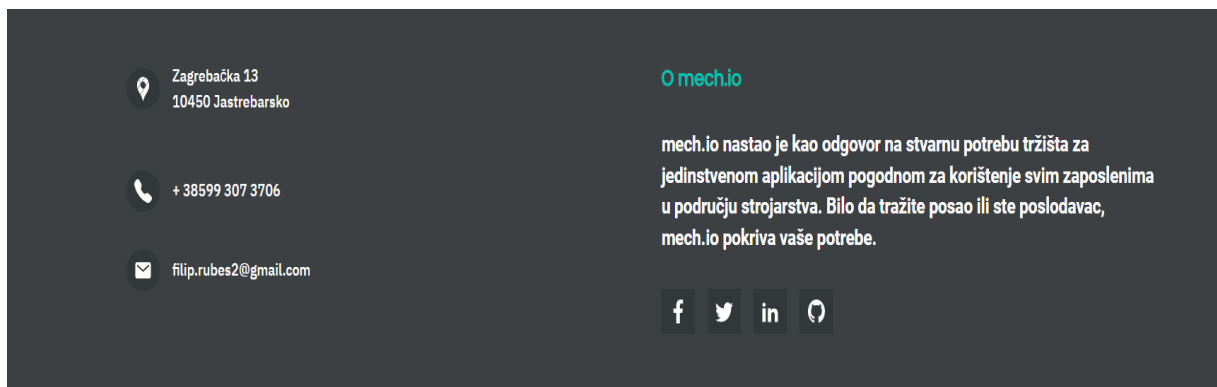 Zagrebačka 13
10450 Jastrebarsko
+ 38599 307 3706
filip.rubes2@gmail.com
O mech.io
mech.io nastao je kao odgovor na stvarnu potrebu tržišta za
jedinstvenom aplikacijom pogodnom za korištenje svim zaposlenima
u području strojarstva. Bilo da tražite posao ili ste poslodavac,
mech.io pokriva vaše potrebe.